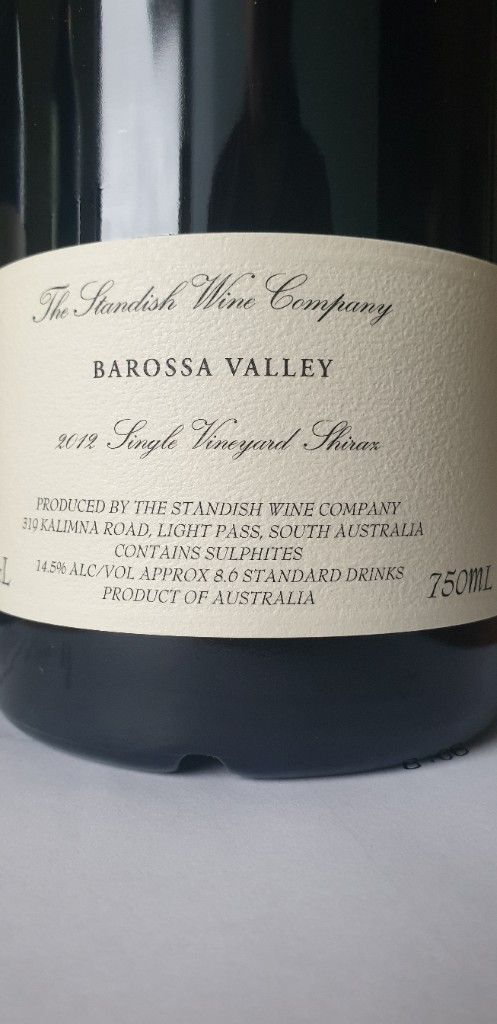 The Standish Wine Company
BAROSSA VALLEY
2012 Single Vineyard Shiraz
PRODUCED BY THE STANDISH WINE COMPANY
319 KALIMNA ROAD, LIGHT PASS, SOUTH AUSTRALIA
CONTAINS SULPHITES
14.5% ALC/VOL APPROX 8.6 STANDARD DRINKS
PRODUCT OF AUSTRALIA
750mL